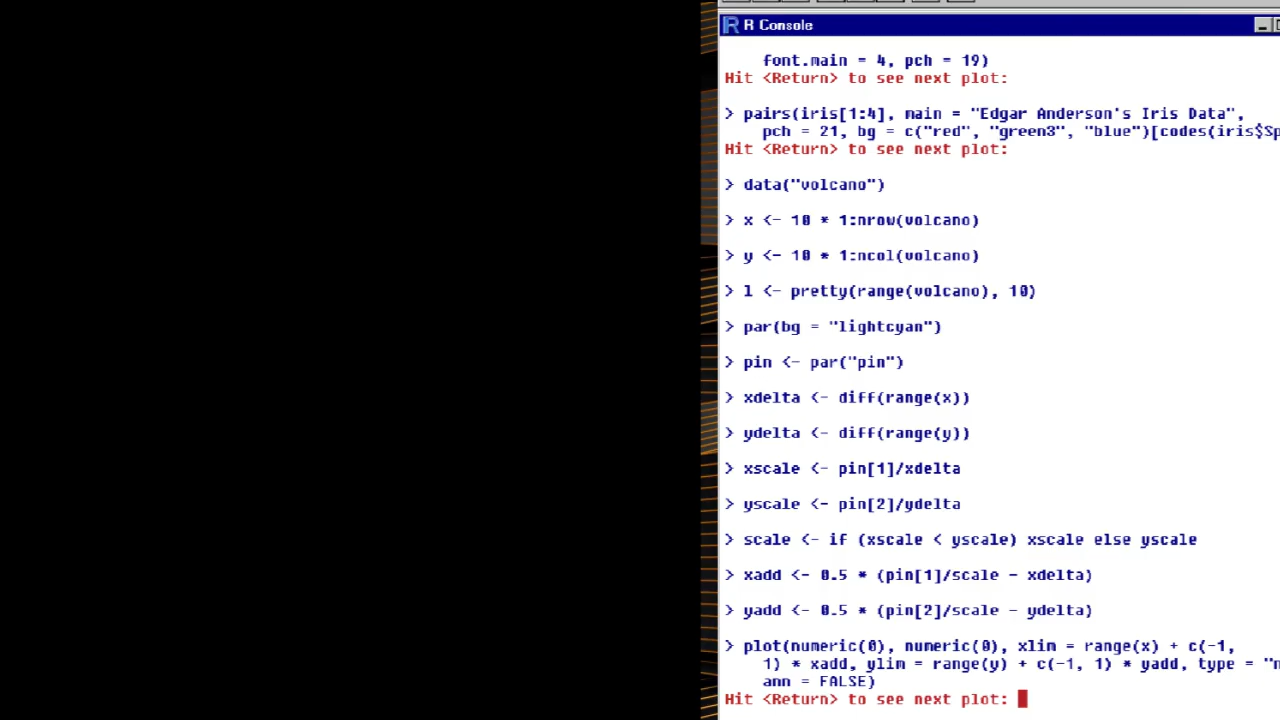 R Console
font.main = 4, pch = 19)
Hit <Return> to see next plot:
> pairs(iris[1:4], main = "Edgar Anderson's Iris Data",
pch = 21, bg = c("red", "green3", "blue")[codes(iris$Sp
Hit <Return> to see next plot:
> data("volcano")
> x <- 10 * 1:nrow(volcano)
> y <- 10 * 1:ncol(volcano)
> l <- pretty(range(volcano), 10)
> par(bg = "lightcyan")
> pin <- par("pin")
> xdelta <- diff(range(x))
> ydelta <- diff(range(y))
> xscale <- pin[1]/xdelta
> yscale <- pin[2]/ydelta
> scale <- if (xscale < yscale) xscale else yscale
> xadd <- 0.5 * (pin[1]/scale - xdelta)
> yadd <- 0.5 * (pin[2]/scale - ydelta)
> plot(numeric(0), numeric(0), xlim = range(x) + c(-1,
1) * xadd, ylim = range(y) + c(-1, 1) * yadd, type = "n
ann = FALSE)
Hit <Return> to see next plot: